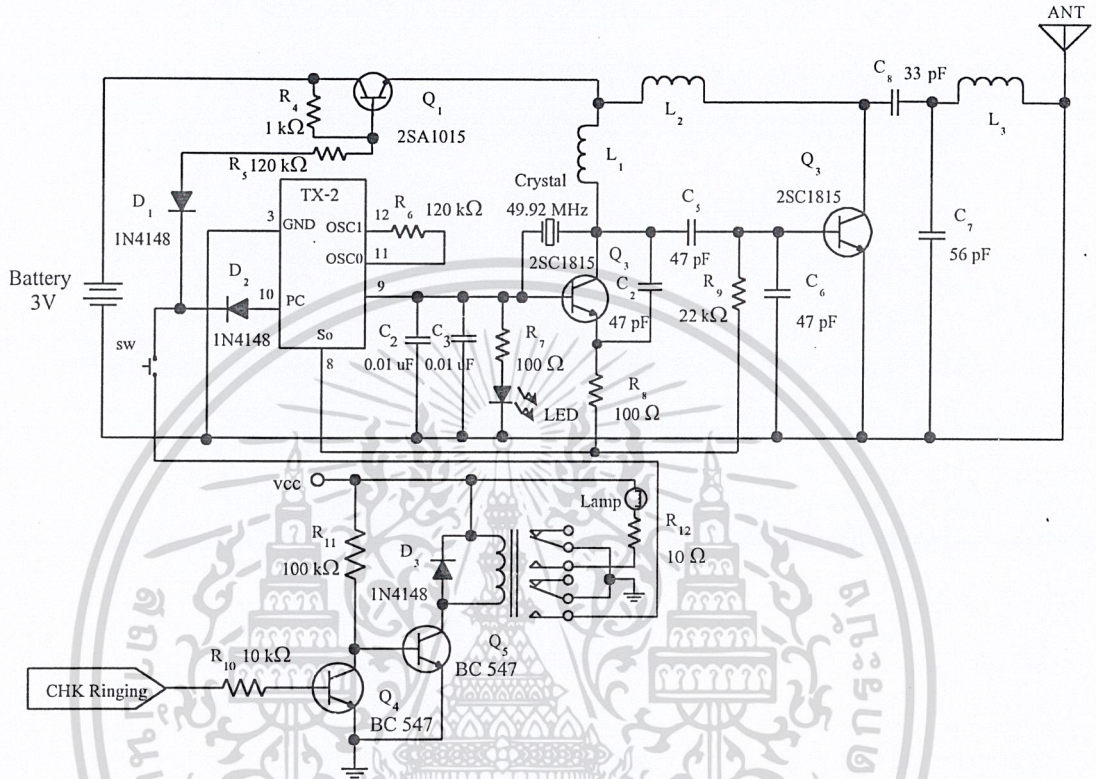 ANT
C8 33 pF
R4
1 kΩ
Q1
2SA1015
L2
L3
R5 120 kΩ
L1
Q3
2SC1815
TX-2
Crystal
49.92 MHz
D1
1N4148
3
GND
OSC1
12
R6
120 kΩ
OSC0
11
C5
47 pF
C7
56 pF
2SC1815
Q3
C2
47 pF
R9
22 kΩ
C6
47 pF
Battery
3V
D2
1N4148
10
PC
9
So
8
C2
0.01 uF
C3
0.01 uF
R7
100 Ω
LED
R8
100 Ω
sw
vcc
Lamp
R12
10 Ω
R11
100 kΩ
D3
1N4148
Q5
BC 547
R10 10 kΩ
CHK Ringing
Q4
BC 547